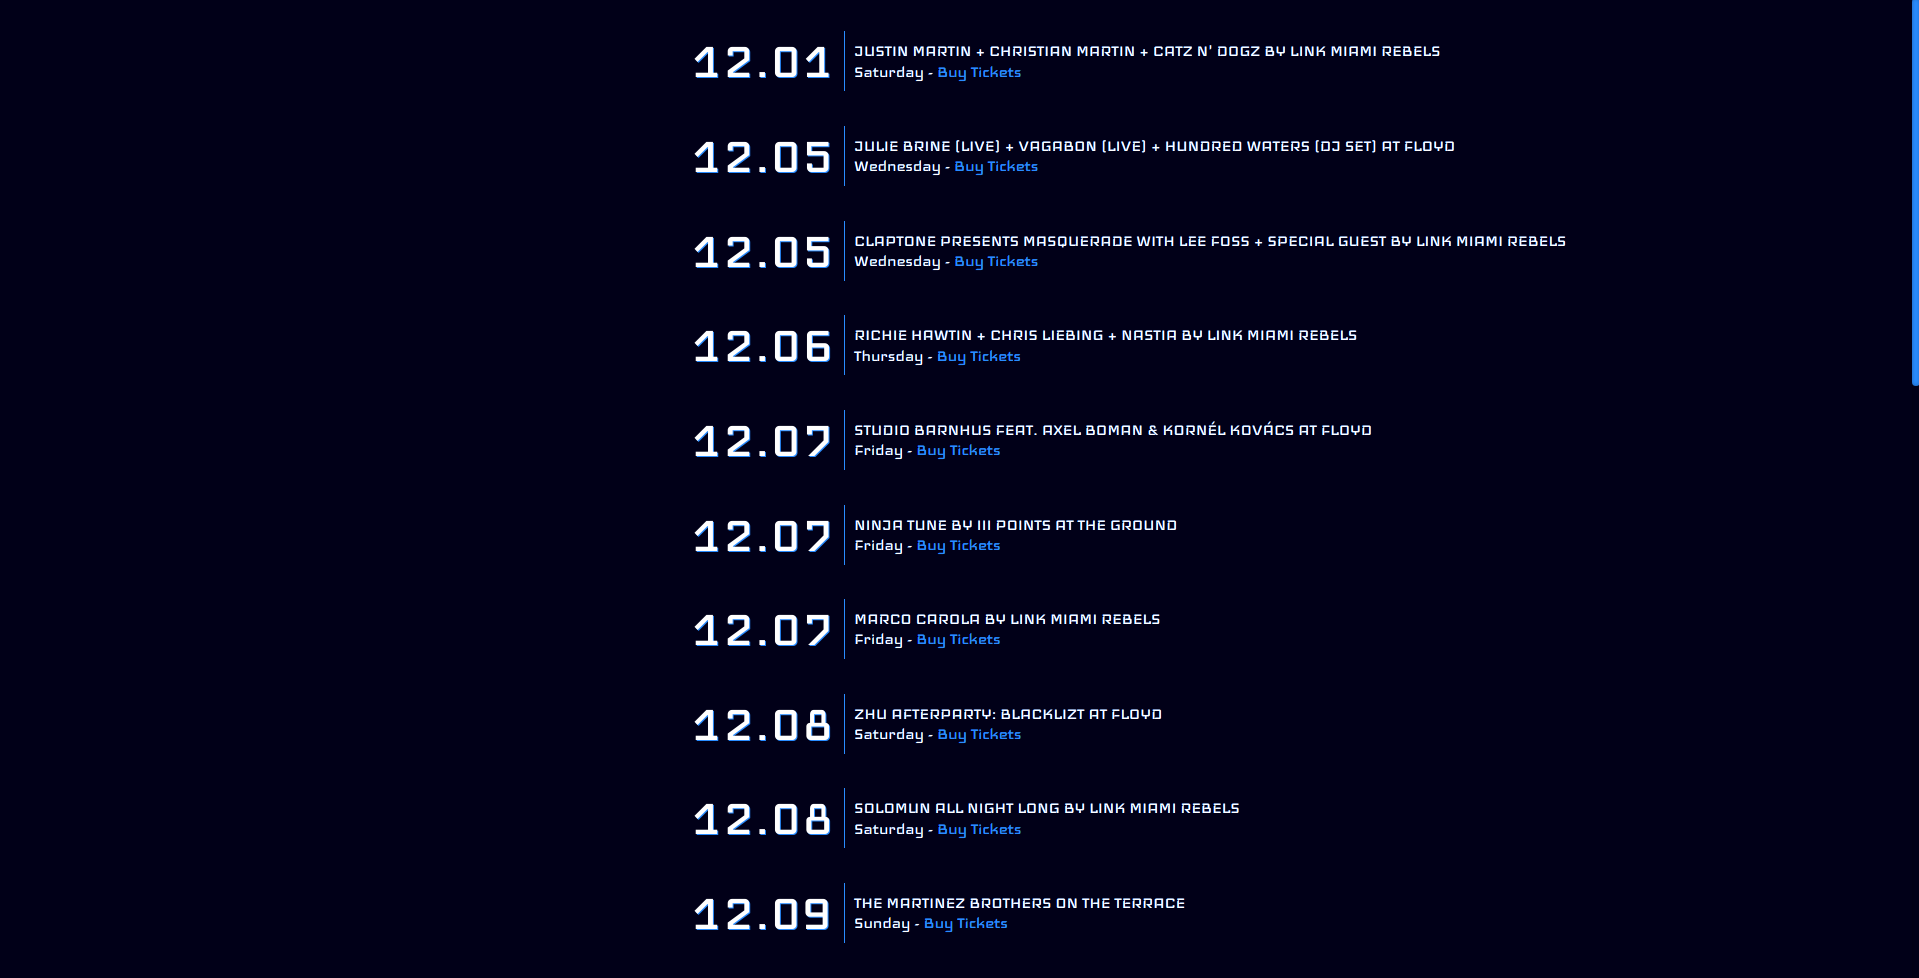 12.01
JUSTIN MARTIN + CHRISTIAN MARTIN + CATZ N' DOGZ BY LINK MIAMI REBELS
Saturday - Buy Tickets
12.05
JULIE BRINE (LIVE) + VAGABON (LIVE) + HUNDRED WATERS (DJ SET) AT FLOYD
Wednesday - Buy Tickets
12.05
CLAPTONE PRESENTS MASQUERADE WITH LEE FOSS + SPECIAL GUEST BY LINK MIAMI REBELS
Wednesday - Buy Tickets
12.06
RICHIE HAWTIN + CHRIS LIEBING + NASTIA BY LINK MIAMI REBELS
Thursday - Buy Tickets
12.07
STUDIO BARNHUS FEAT. AXEL BOMAN & KORNÉL KOVÁCS AT FLOYD
Friday - Buy Tickets
12.07
NINJA TUNE BY III POINTS AT THE GROUND
Friday - Buy Tickets
12.07
MARCO CAROLA BY LINK MIAMI REBELS
Friday - Buy Tickets
12.08
ZHU AFTERPARTY: BLACKLIZT AT FLOYD
Saturday - Buy Tickets
12.08
SOLOMUN ALL NIGHT LONG BY LINK MIAMI REBELS
Saturday - Buy Tickets
12.09
THE MARTINEZ BROTHERS ON THE TERRACE
Sunday - Buy Tickets